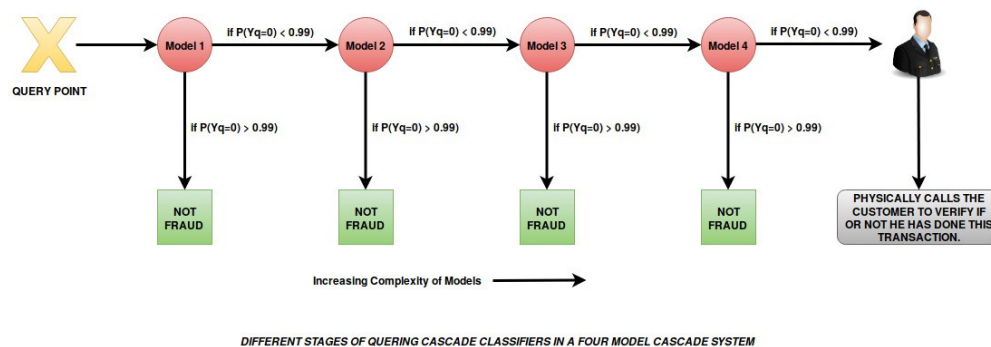 if P(Yq=0) < 0.99)
if P(Yq=0) < 0.99)
if P(Yq=0) < 0.99)
if P(Yq=0) < 0.99)
Model 1
Model 2
Model 3
Model 4
QUERY POINT
if P(Yq=0) > 0.99)
if P(Yq=0) > 0.99)
if P(Yq=0) > 0.99)
if P(Yq=0) > 0.99)
NOT
FRAUD
NOT
FRAUD
NOT
FRAUD
NOT
FRAUD
PHYSICALLY CALLS THE
CUSTOMER TO VERIFY IF
OR NOT HE HAS DONE THIS
TRANSACTION.
Increasing Complexity of Models
DIFFERENT STAGES OF QUERING CASCADE CLASSIFIERS IN A FOUR MODEL CASCADE SYSTEM